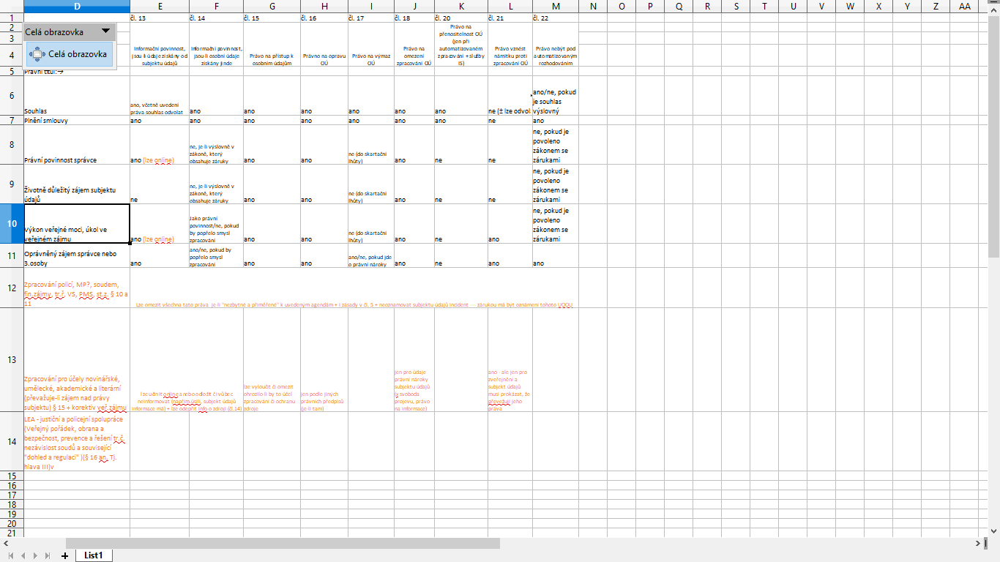 D E F G H I J K L M N O P Q R S T U V W X Y Z AA
1 čl. 13 čl. 14 čl. 15 čl. 16 čl. 17 čl. 18 čl. 20 čl. 21 čl. 22
2
3
4
5
Celá obrazovka
Celá obrazovka
Informační povinnost,
jsou li údaje získány od
subjektu údajů
Informační povinnost,
jsou li osobní údaje
získány jinde
Právo na přístup k
osobním údajům
Právno na opravu
OÚ
Právo na výmaz
OÚ
Právo na
omezení
zpracování OÚ
Právo na
přenositelnost OÚ
(jen při
automatizovaném
zpracování + služby
IS)
Právo vznést
námitku proti
zpracování OÚ
Právo nebýt pod
automatizovaným
rozhodováním
Právní titul:→
6
Souhlas
ano, včetně uvedení
práva souhlas odvolat
ano
ano
ano
ano
ano
ano
ne (± lze odvol
ano/ne, pokud
je souhlas
výslovný
7 Plnění smlouvy ano ano ano ano ano ano ano ne ano
8
Právní povinnost správce
ano (lze online)
ne, je li výslovně v
zákoně, který
obsahuje záruky
ano
ano
ne (do skartační
lhůty)
ano
ne
ne
ne, pokud je
povoleno
zákonem se
zárukami
9
Životně důležitý zájem subjektu
údajů
ne
ne, je li výslovně v
zákoně, který
obsahuje záruky
ano
ano
ne (do skartační
lhůty)
ano
ne
ne
ne, pokud je
povoleno
zákonem se
zárukami
10
Výkon veřejné moci, úkol ve
veřejném zájmu
ano (lze online)
Jako právní
povinnost/ne, pokud
by popřelo smysl
zpracování
ano
ano
ne (do skartační
lhůty)
ano
ne
ano
ne, pokud je
povoleno
zákonem se
zárukami
11
Oprávněný zájem správce nebo
3.osoby
ano
ano/ne, pokud by
popřelo smysl
zpracování
ano
ano
ano/ne, pokud jde
o právní nároky
ano
ne
ano
ano
12
Zpracování policí, MP?, soudem,
fin.zájmy, tr.ř. VS, PMS, st.z. § 10 a
11
Lze omezit všechna tato práva je li "nezbytné a přiměřené" k uvedeným agendám + i zásady v čl. 5 + neoznamovat subjektu údajů incident --- zárukou má být oznámení tohoto ÚOOÚ
13
Zpracování pro účely novinářské,
umělecké, akademické a literární
(převažuje-li zájem nad právy
subjektu) § 15 + korektiv veř.zájmu
lze učinit online a nebo odložit či vůbec
neinformovat (nepřim.úsilí, subjekt údajů
informace má) + lze odepřít info o zdroji (čl.14)
lze vyloučit či omezit
ohrozilo li by to účel
zpracování či ochranu
zdroje
jen podle jiných
právních předpisů
(je li tam)
jen pro údaje
právní nároky
subjektu údajů
(x svoboda
projevu, právo
na informace)
ano ale jen pro
zveřejnění a
subjekt údajů
musí prokázat, že
převežují jeho
práva
14
LEA - justiční a policejní spolupráce
(Veřejný pořádek, obrana a
bezpečnost, prevence a řešení tr.č.
nezávislost soudů a související
"dohled a regulací" )(§ 16 an. Tj.
hlava III)v
15
16
17
18
19
20
21
List1